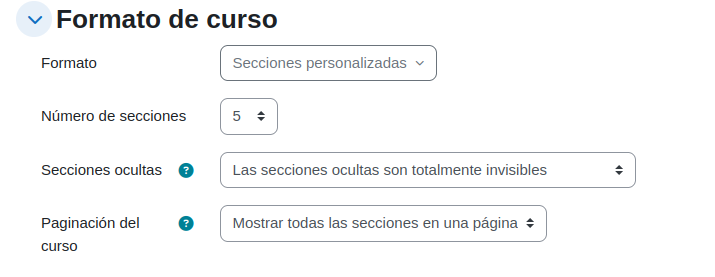 Formato de curso
Formato Secciones personalizadas
Número de secciones 5
Secciones ocultas ? Las secciones ocultas son totalmente invisibles
Paginación del ? Mostrar todas las secciones en una página
curso